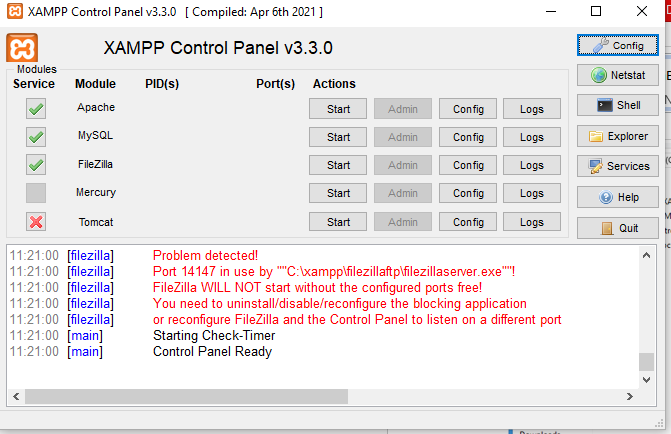 XAMPP Control Panel v3.3.0 [ Compiled: Apr 6th 2021 ]
XAMPP Control Panel v3.3.0
Config
Modules
Service Module PID(s) Port(s) Actions
Netstat
Apache Start Admin Config Logs
Shell
MySQL Start Admin Config Logs
Explorer
FileZilla Start Admin Config Logs
Services
Mercury Start Admin Config Logs
Help
Tomcat Start Admin Config Logs
Quit
11:21:00 [filezilla] Problem detected!
11:21:00 [filezilla] Port 14147 in use by ""C:\xampp\filezillaftp\filezillaserver.exe""!
11:21:00 [filezilla] FileZilla WILL NOT start without the configured ports free!
11:21:00 [filezilla] You need to uninstall/disable/reconfigure the blocking application
11:21:00 [filezilla] or reconfigure FileZilla and the Control Panel to listen on a different port
11:21:00 [main] Starting Check-Timer
11:21:00 [main] Control Panel Ready